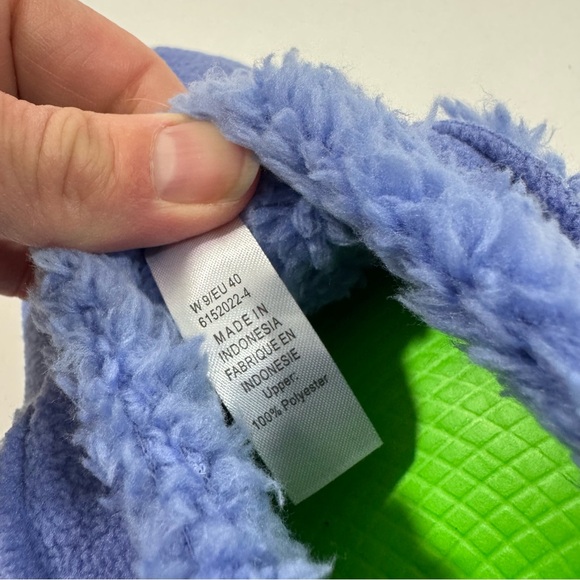 W 9/EU 40
6152022-4
MADE IN
INDONESIA
FABRIQUE EN
INDONESIE
Upper:
100% Polyester